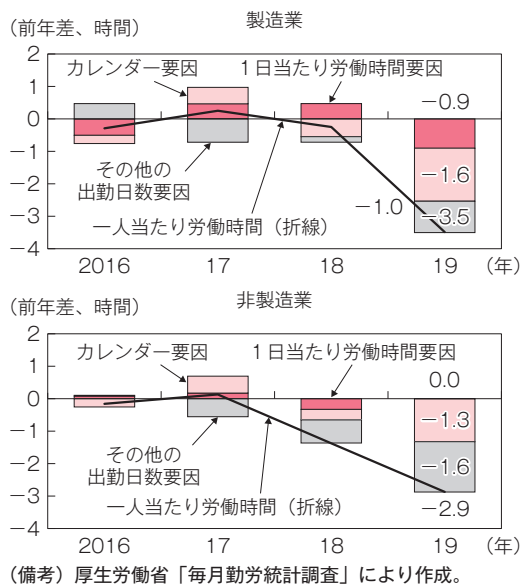 製造業
(前年差、時間)
カレンダー要因
1日当たり労働時間要因
2
1
0
−1
−2
−3
−4
−0.9
−1.6
−3.5
−1.0
その他の
出勤日数要因
一人当たり労働時間（折線）
2016
17
18
19
(年)
非製造業
(前年差、時間)
カレンダー要因
1日当たり労働時間要因
2
1
0
−1
−2
−3
−4
0.0
−1.3
−1.6
−2.9
その他の
出勤日数要因
一人当たり労働時間（折線）
2016
17
18
19
(年)
(備考) 厚生労働省「毎月勤労統計調査」により作成。